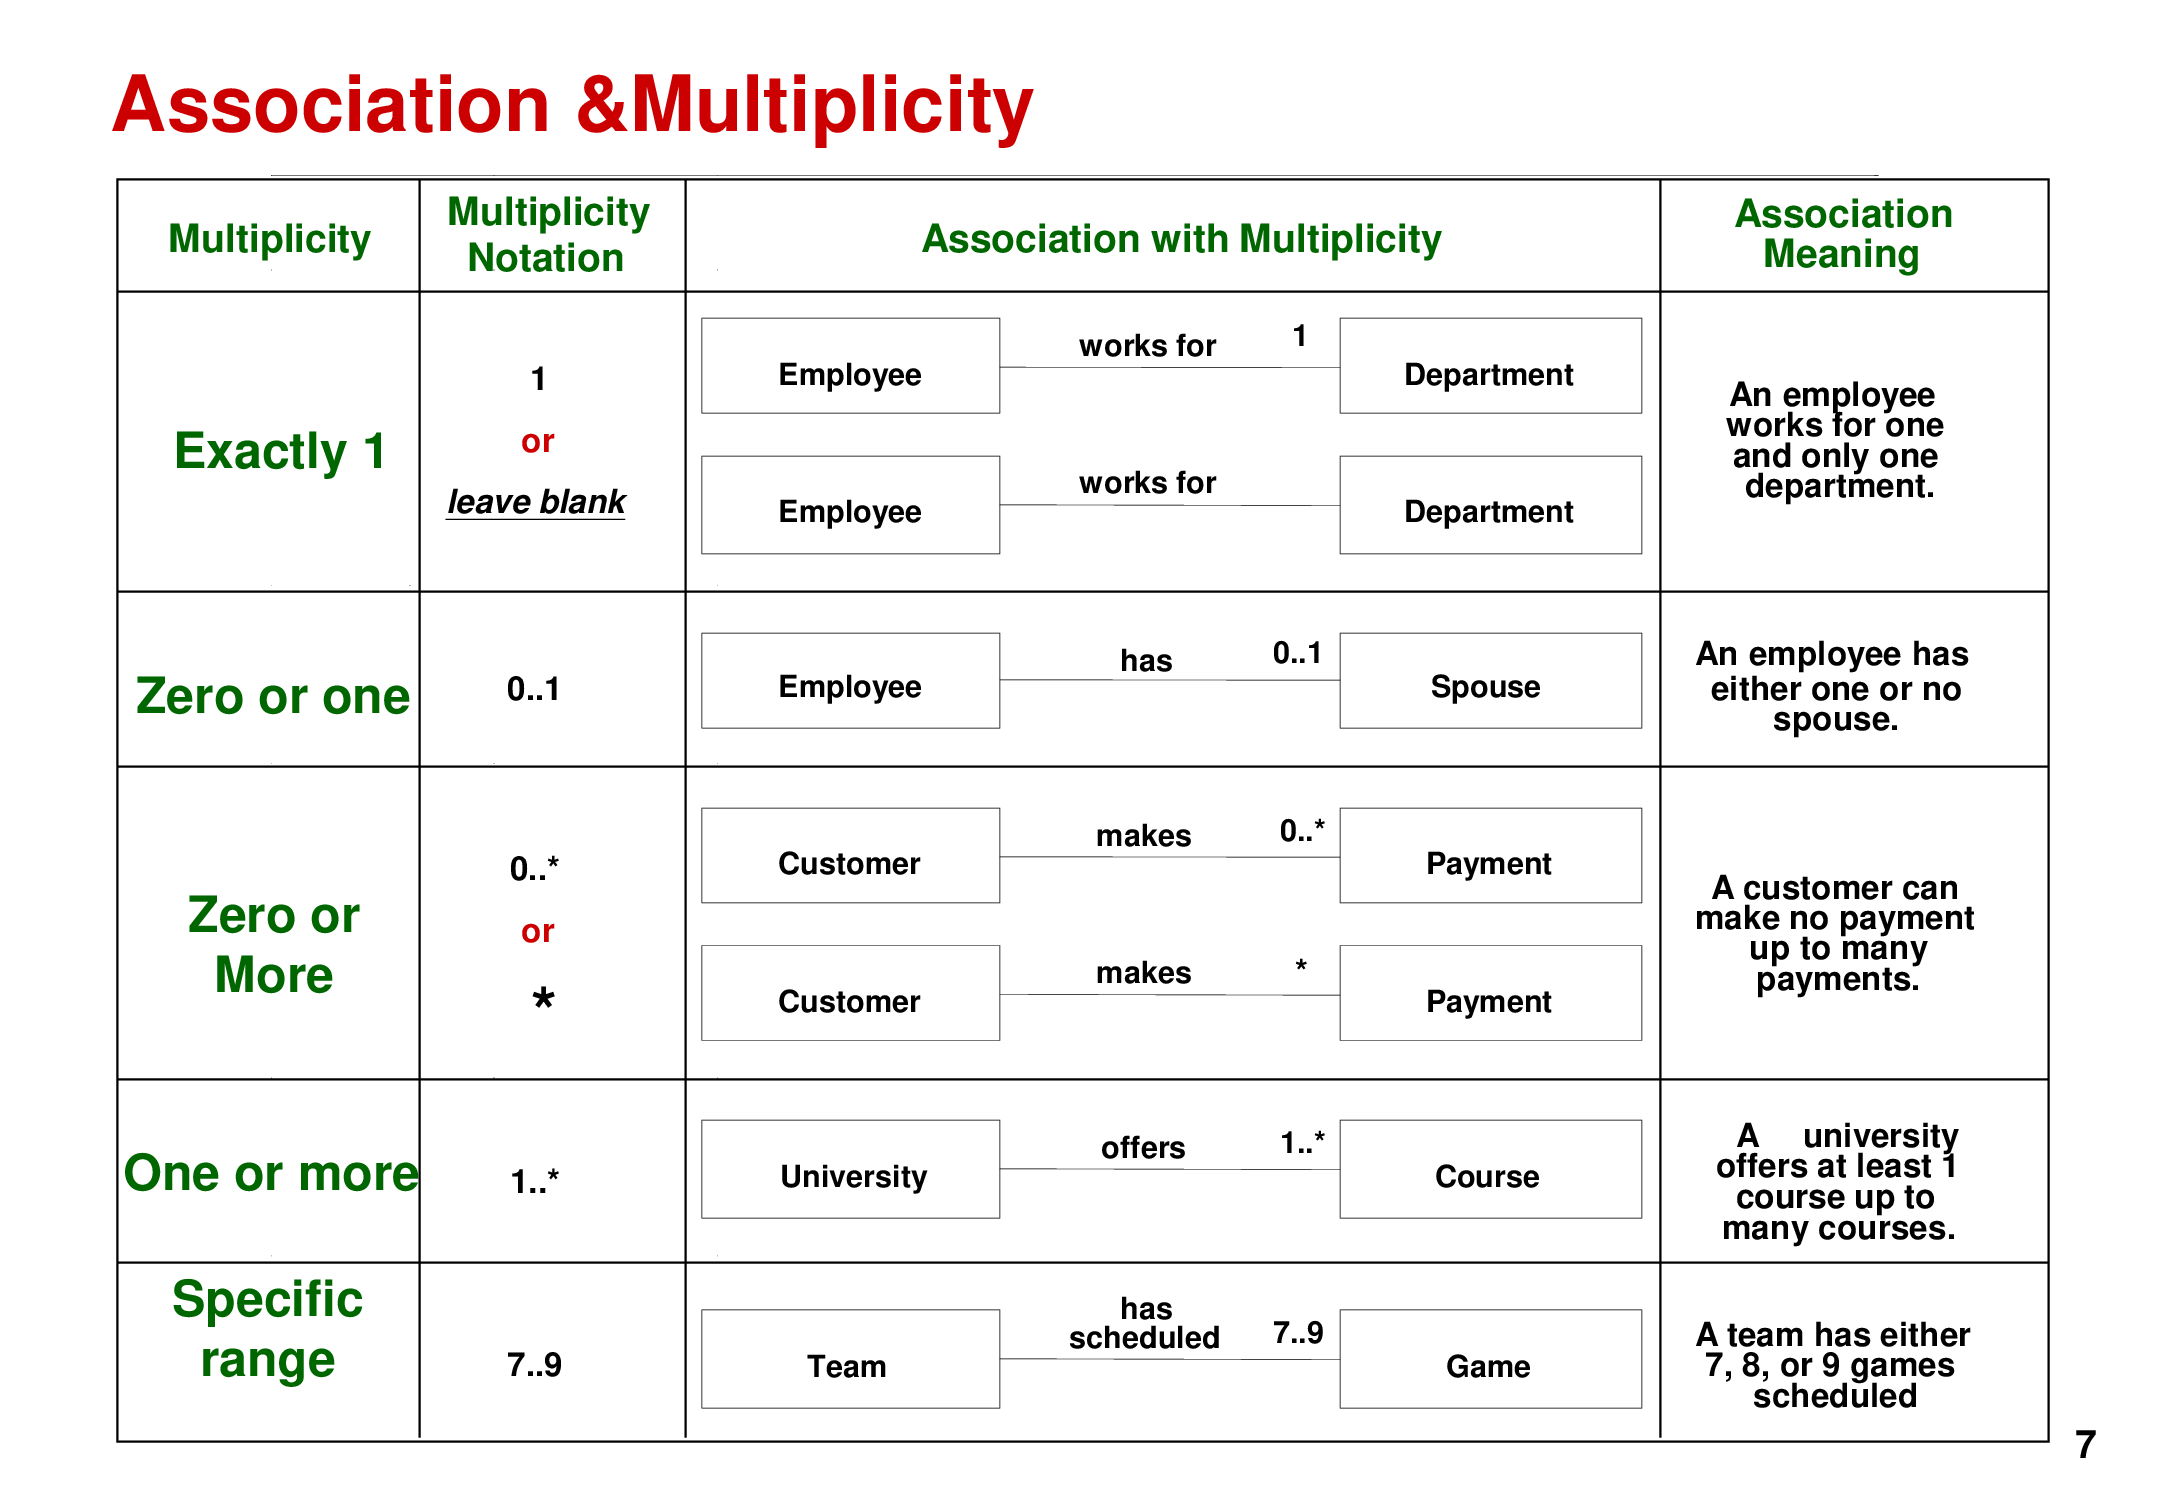 Association &Multiplicity
Multiplicity
Multiplicity
Notation
Association with Multiplicity
Association
Meaning
Exactly 1
1
or
leave blank
works for
1
Employee
Department
works for
Employee
Department
An employee
works for one
and only one
department.
Zero or one
0..1
has
0..1
Employee
Spouse
An employee has
either one or no
spouse.
Zero or
More
0..*
or
*
makes
0..*
Customer
Payment
makes
*
Customer
Payment
A customer can
make no payment
up to many
payments.
One or more
1..*
offers
1..*
University
Course
A university
offers at least 1
course up to
many courses.
Specific
range
7..9
has
scheduled
7..9
Team
Game
A team has either
7, 8, or 9 games
scheduled
7